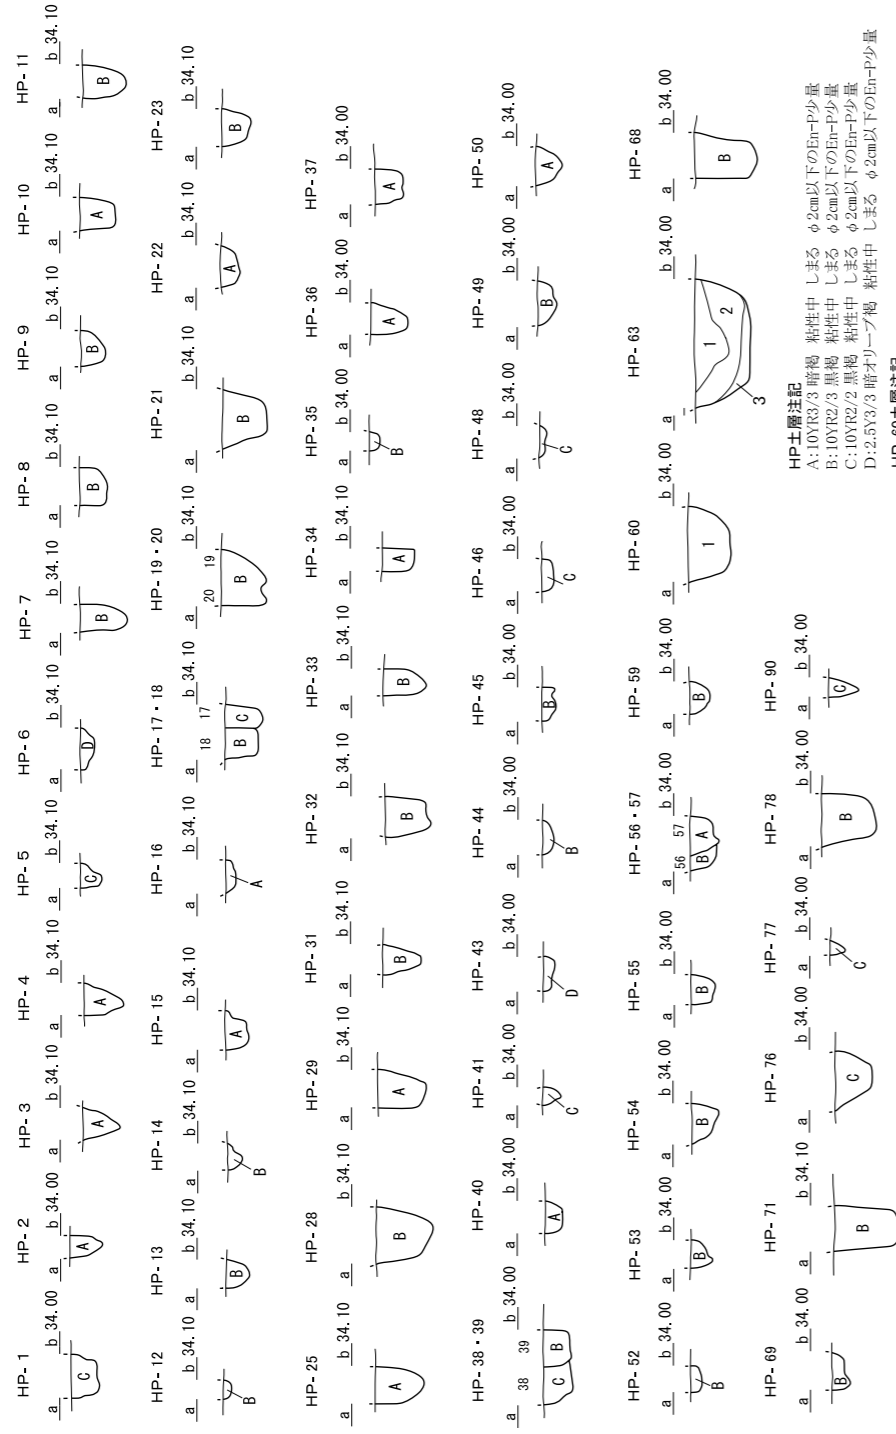 HP-1 HP-2 HP-3 HP-4 HP-5 HP-6 HP-7 HP-8 HP-9 HP-10 HP-11
a b 34.00 a b 34.00 a b 34.10 a b 34.10 a b 34.10 a b 34.10 a b 34.10 a b 34.10 a b 34.10 a b 34.10 a b 34.10
C A A A C D B B B A B
HP-12 HP-13 HP-14 HP-15 HP-16 HP-17・18 HP-19・20 HP-21 HP-22 HP-23
a b 34.10 a b 34.10 a b 34.10 a b 34.10 a b 34.10 a b 34.10 a b 34.10 a b 34.10 a b 34.10 a b 34.10
18 17 20 19
B B B A A B C B B A B
HP-25 HP-28 HP-29 HP-31 HP-32 HP-33 HP-34 HP-35 HP-36 HP-37
a b 34.10 a b 34.10 a b 34.10 a b 34.10 a b 34.10 a b 34.10 a b 34.10 a b 34.00 a b 34.00 a b 34.00
A B A B B B A B A A
HP-38・39 HP-40 HP-41 HP-43 HP-44 HP-45 HP-46 HP-48 HP-49 HP-50
a b 34.00 a b 34.00 a b 34.00 a b 34.00 a b 34.00 a b 34.00 a b 34.00 a b 34.00 a b 34.00 a b 34.00
38 39
C B A C D B B C C B A
HP-52 HP-53 HP-54 HP-55 HP-56・57 HP-59 HP-60 HP-63 HP-68
a b 34.00 a b 34.00 a b 34.00 a b 34.00 a b 34.00 a b 34.00 a b 34.00 a b 34.00 a b 34.00
56 57
B B B B B A B 1 1 2 3 B
HP-69 HP-71 HP-76 HP-77 HP-78 HP-90
a b 34.00 a b 34.10 a b 34.00 a b 34.00 a b 34.00 a b 34.00
B B C C B C
HP土層注記
A:10YR3/3 暗褐 粘性中 しまる φ2cm以下のEn-P少量
B:10YR2/3 黒褐 粘性中 しまる φ2cm以下のEn-P少量
C:10YR2/2 黒褐 粘性中 しまる φ2cm以下のEn-P少量
D:2.5Y3/3 暗オリーブ褐 粘性中 しまる φ2cm以下のEn-P少量